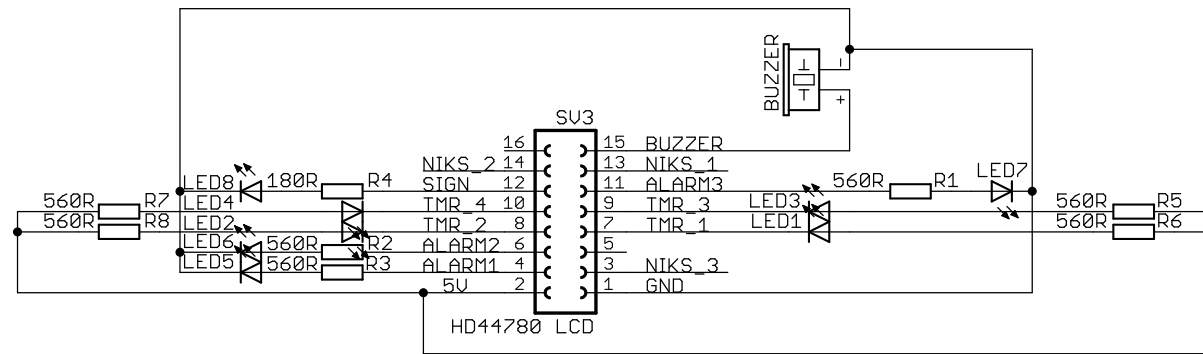 BUZZER
-
+
SV3
16 15 BUZZER
NIKS_2 14 13 NIKS_1
LED7
LED8 180R R4 SIGN 12 11 ALARM3 560R R1
560R R7 LED4 TMR_4 10 9 TMR_3 LED3 560R R5
560R R8 LED2 TMR_2 8 7 TMR_1 LED1 560R R6
LED6 560R R2 ALARM2 6 5
LED5 560R R3 ALARM1 4 3 NIKS_3
5V 2 1 GND
HD44780 LCD